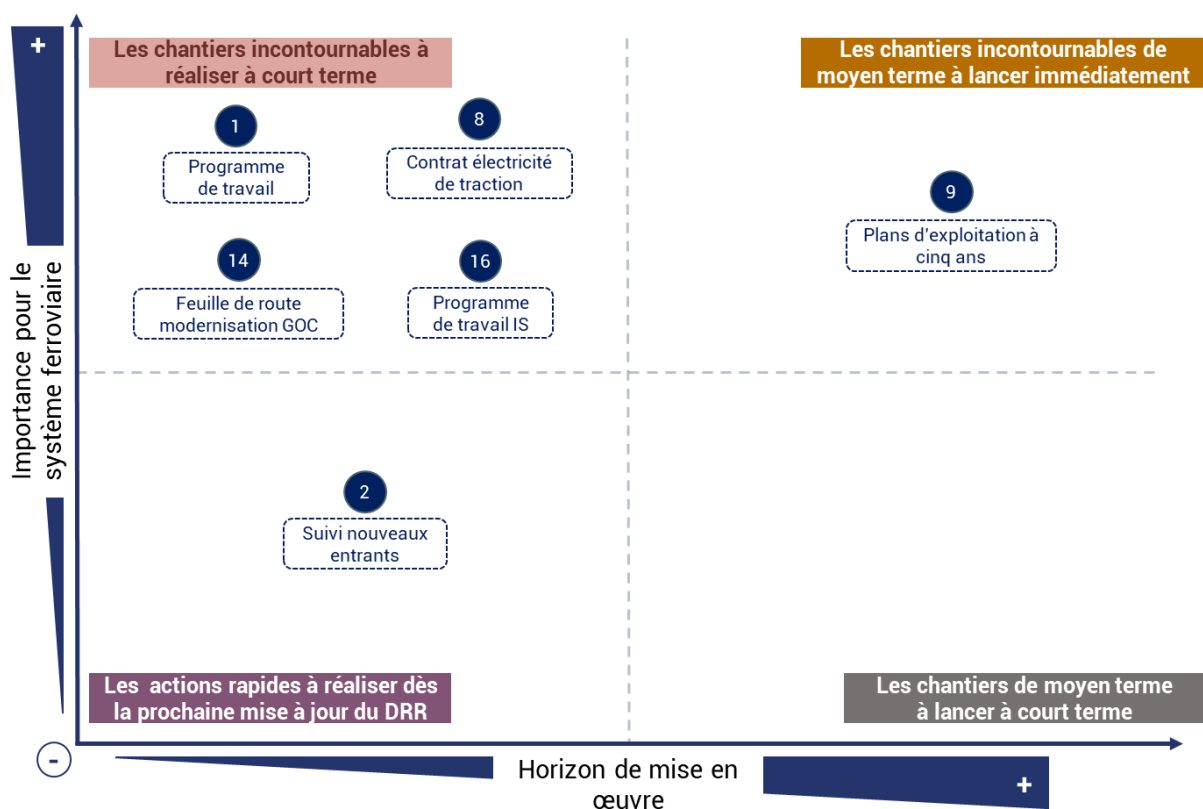 +
Les chantiers incontournables à
réaliser à court terme
Les chantiers incontournables de
moyen terme à lancer immédiatement
1
Programme
de travail
8
Contrat électricité
de traction
9
Plans d'exploitation à
cinq ans
14
Feuille de route
modernisation GOC
16
Programme
de travail IS
Importance pour le
système ferroviaire
2
Suivi nouveaux
entrants
Les actions rapides à réaliser dès
la prochaine mise à jour du DRR
Les chantiers de moyen terme
à lancer à court terme
-
Horizon de mise en
œuvre
+